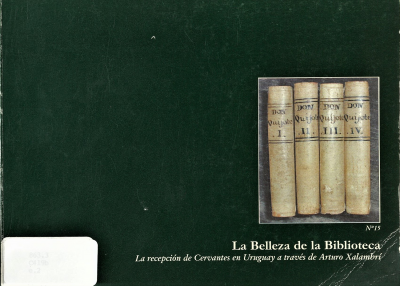 DON
Quijote
I.
DON
Quijote
II.
DON
Quijote
III.
DON
Quijote
IV.
Nº15
La Belleza de la Biblioteca
La recepción de Cervantes en Uruguay a través de Arturo Xalambrí